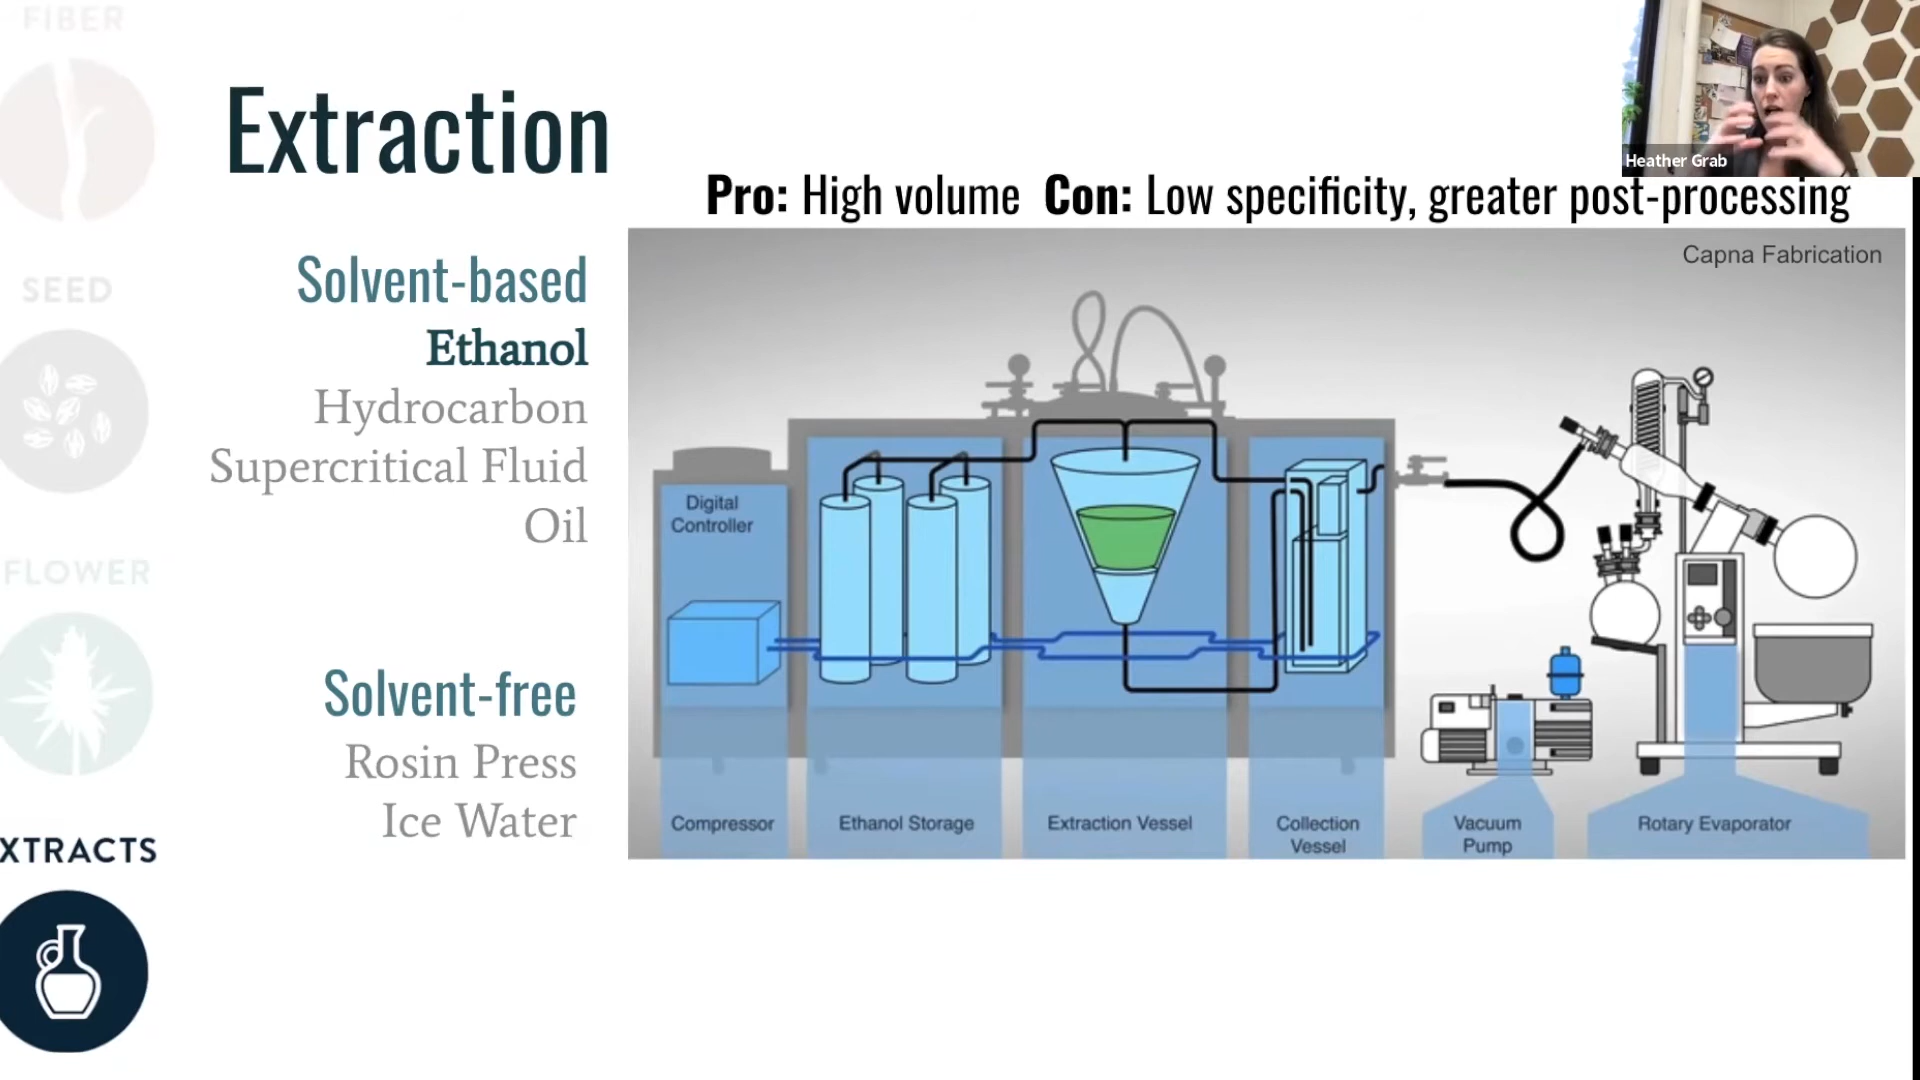 FIBER
Extraction
Heather Grab
Pro: High volume Con: Low specificity, greater post-processing
Capna Fabrication
Solvent-based
SEED
Ethanol
Hydrocarbon
Supercritical Fluid
Oil
Digital
Controller
FLOWER
Solvent-free
Rosin Press
Ice Water
Compressor
Ethanol Storage
Extraction Vessel
Collection
Vessel
Vacuum
Pump
Rotary Evaporator
XTRACTS